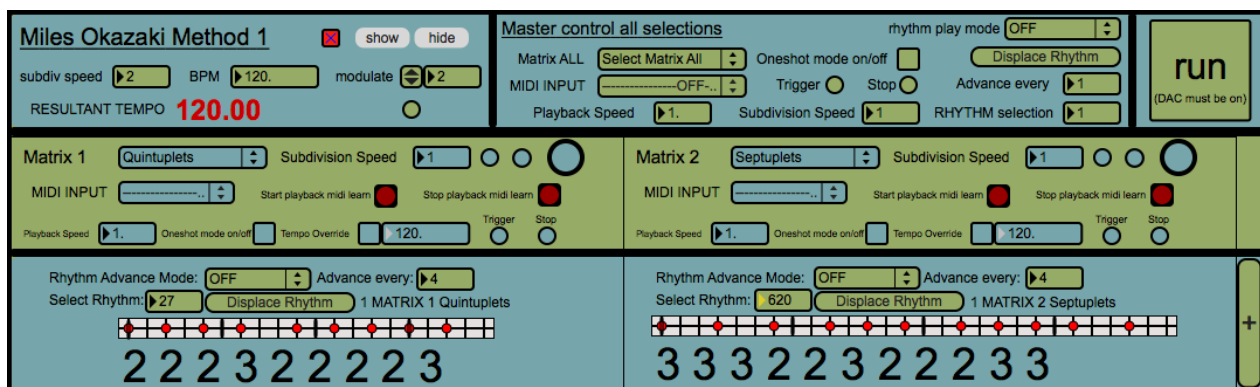 Miles Okazaki Method 1
show
hide
subdiv speed
2
BPM
120.
modulate
2
RESULTANT TEMPO
120.00
Master control all selections
rhythm play mode
OFF
Matrix ALL
Select Matrix All
Oneshot mode on/off
Displace Rhythm
MIDI INPUT
----------------OFF-..
Trigger
Stop
Advance every
1
Playback Speed
1.
Subdivision Speed
1
RHYTHM selection
1
run
(DAC must be on)
Matrix 1
Quintuplets
Subdivision Speed
1
MIDI INPUT
----------------..
Start playback midi learn
Stop playback midi learn
Playback Speed
1.
Oneshot mode on/off
Tempo Override
120.
Trigger
Stop
Matrix 2
Septuplets
Subdivision Speed
1
MIDI INPUT
----------------..
Start playback midi learn
Stop playback midi learn
Playback Speed
1.
Oneshot mode on/off
Tempo Override
120.
Trigger
Stop
Rhythm Advance Mode:
OFF
Advance every:
4
Select Rhythm:
27
Displace Rhythm
1 MATRIX 1 Quintuplets
2 2 2 3 2 2 2 2 3
Rhythm Advance Mode:
OFF
Advance every:
4
Select Rhythm:
620
Displace Rhythm
1 MATRIX 2 Septuplets
3 3 3 2 2 3 2 2 2 3 3
+